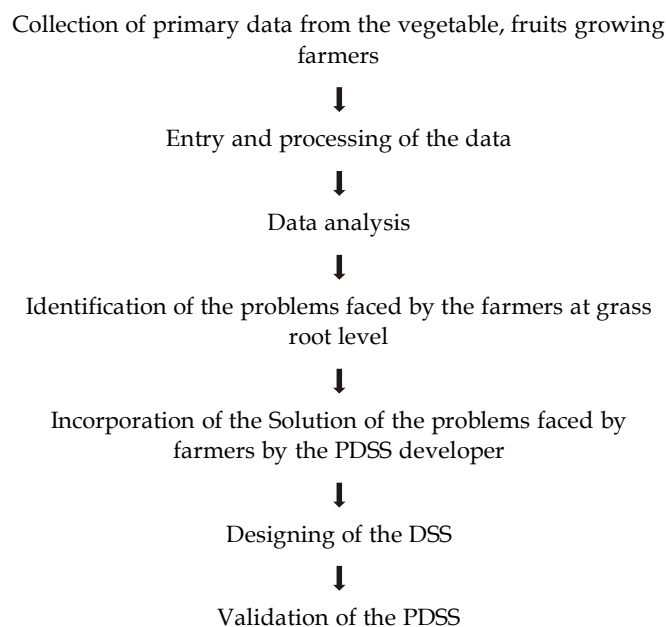 Collection of primary data from the vegetable, fruits growing
farmers
Entry and processing of the data
Data analysis
Identification of the problems faced by the farmers at grass
root level
Incorporation of the Solution of the problems faced by
farmers by the PDSS developer
Designing of the DSS
Validation of the PDSS